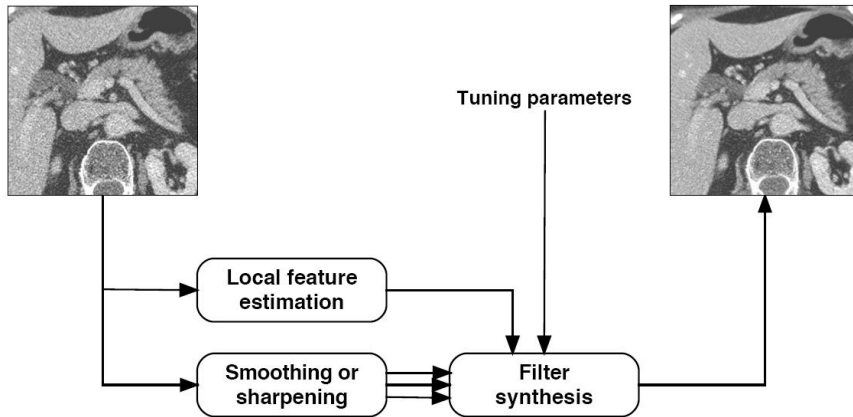 Tuning parameters
Local feature
estimation
Smoothing or
sharpening
Filter
synthesis